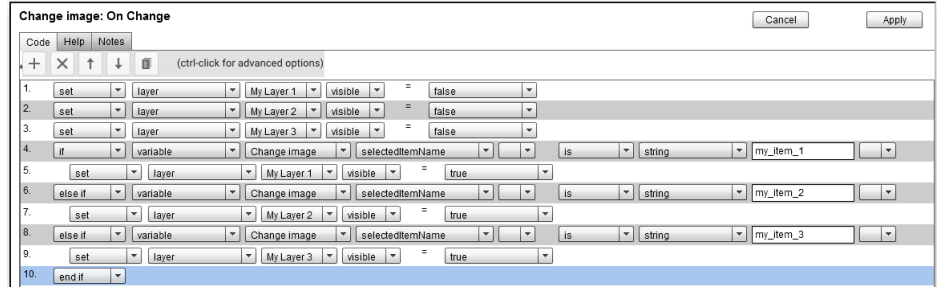 Change image: On Change Cancel Apply
Code Help Notes
(ctrl-click for advanced options)
1. set layer My Layer 1 visible = false
2. set layer My Layer 2 visible = false
3. set layer My Layer 3 visible = false
4. if variable Change image selectedItemName is string my_item_1
5. set layer My Layer 1 visible = true
6. else if variable Change image selectedItemName is string my_item_2
7. set layer My Layer 2 visible = true
8. else if variable Change image selectedItemName is string my_item_3
9. set layer My Layer 3 visible = true
10. end if